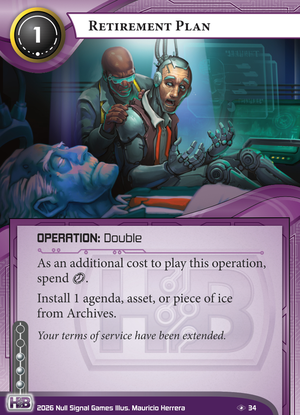 1
RETIREMENT PLAN
OPERATION: Double
As an additional cost to play this operation,
spend .
Install 1 agenda, asset, or piece of ice
from Archives.
Your terms of service have been extended.
HB
2026 Null Signal Games Illus. Mauricio Herrera
34